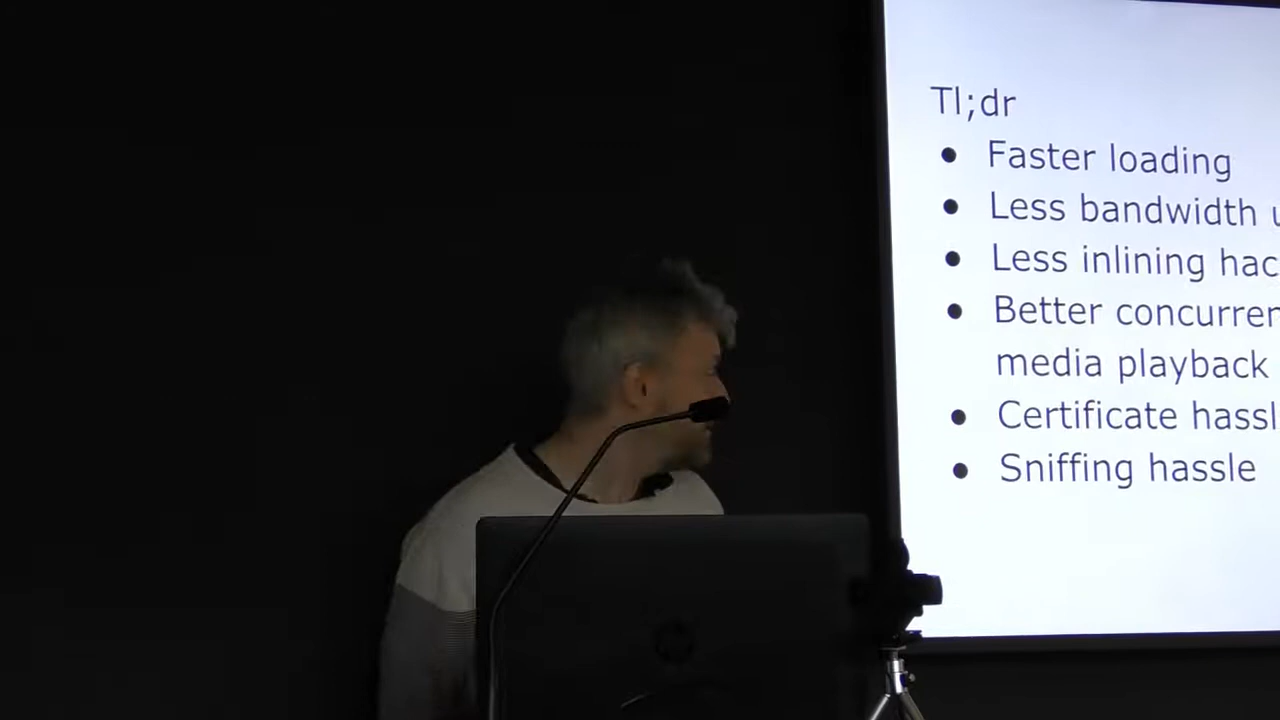 Tl;dr
● Faster loading
● Less bandwidth
● Less inlining
● Better
media playback
● Certificate
● Sniffing hassle